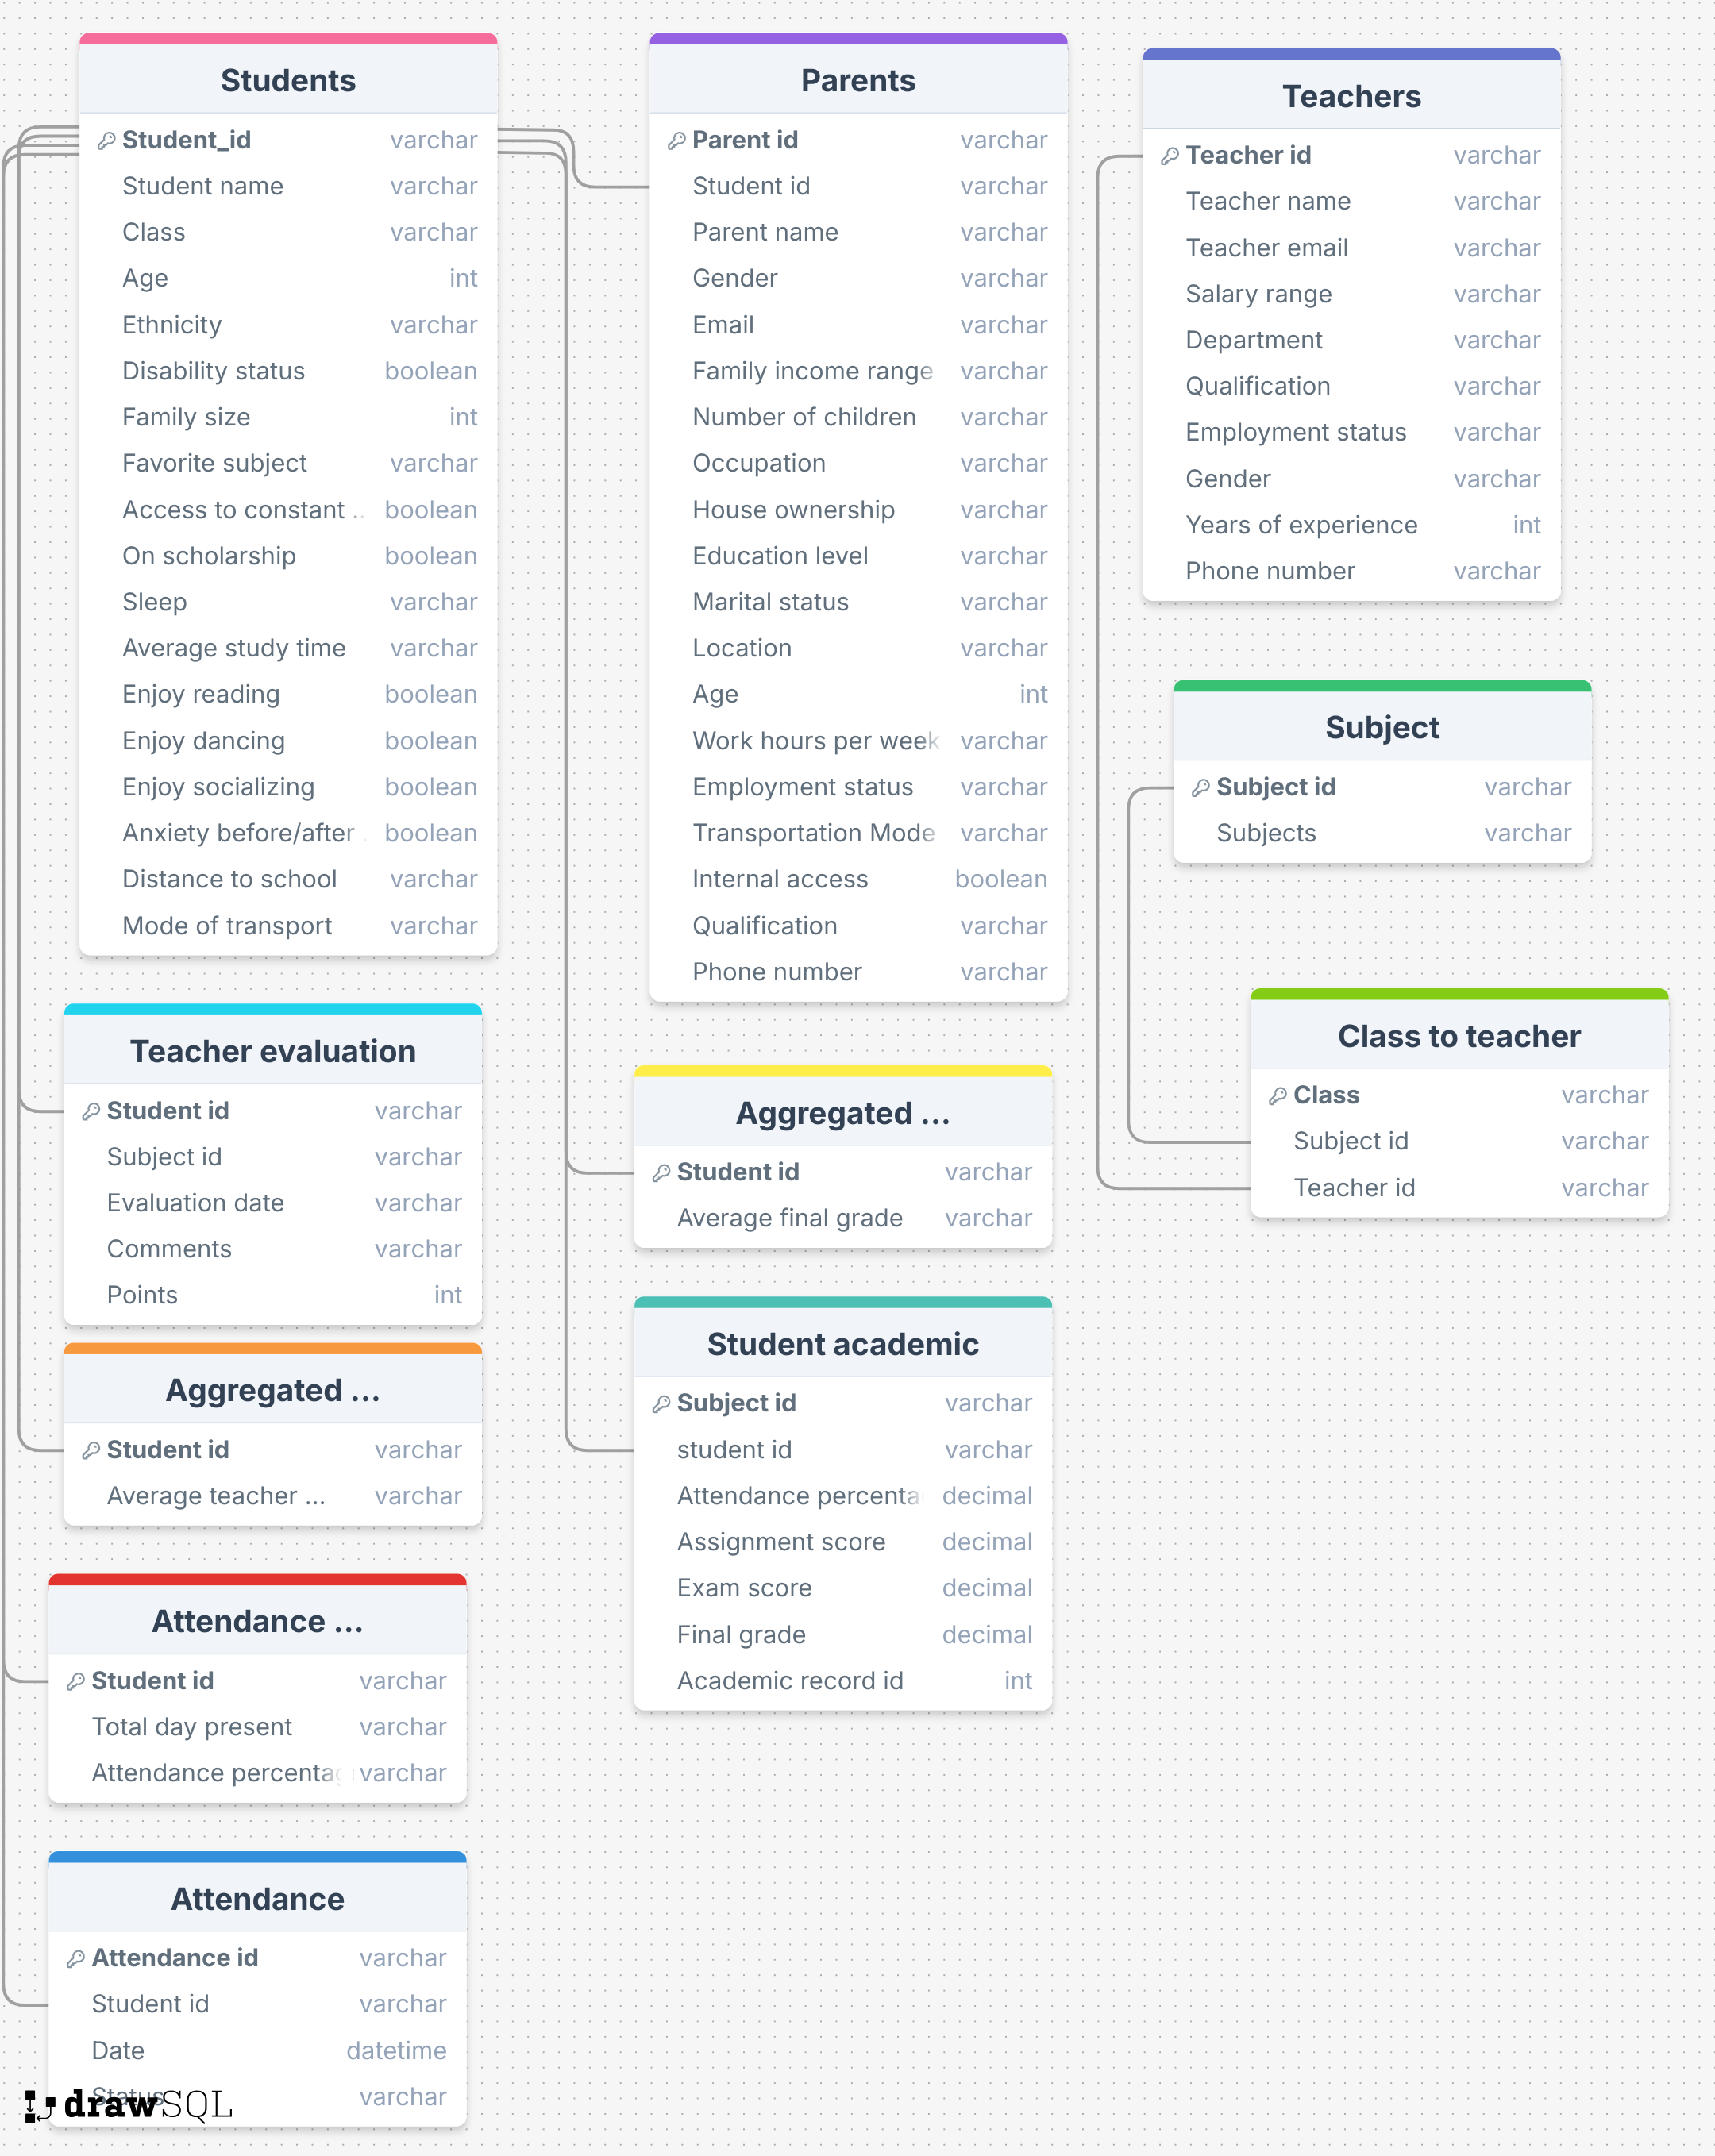 Students
Student_id varchar
Student name varchar
Class varchar
Age int
Ethnicity varchar
Disability status boolean
Family size int
Favorite subject varchar
Access to constant .. boolean
On scholarship boolean
Sleep varchar
Average study time varchar
Enjoy reading boolean
Enjoy dancing boolean
Enjoy socializing boolean
Anxiety before/after boolean
Distance to school varchar
Mode of transport varchar
Parents
Parent id varchar
Student id varchar
Parent name varchar
Gender varchar
Email varchar
Family income range varchar
Number of children varchar
Occupation varchar
House ownership varchar
Education level varchar
Marital status varchar
Location varchar
Age int
Work hours per week varchar
Employment status varchar
Transportation Mode varchar
Internal access boolean
Qualification varchar
Phone number varchar
Teachers
Teacher id varchar
Teacher name varchar
Teacher email varchar
Salary range varchar
Department varchar
Qualification varchar
Employment status varchar
Gender varchar
Years of experience int
Phone number varchar
Subject
Subject id varchar
Subjects varchar
Class to teacher
Class varchar
Subject id varchar
Teacher id varchar
Teacher evaluation
Student id varchar
Subject id varchar
Evaluation date varchar
Comments varchar
Points int
Aggregated ...
Student id varchar
Average final grade varchar
Aggregated ...
Student id varchar
Average teacher ... varchar
Student academic
Subject id varchar
student id varchar
Attendance percenta decimal
Assignment score decimal
Exam score decimal
Final grade decimal
Academic record id int
Attendance ...
Student id varchar
Total day present varchar
Attendance percentag varchar
Attendance
Attendance id varchar
Student id varchar
Date datetime
Status varchar
drawSQL